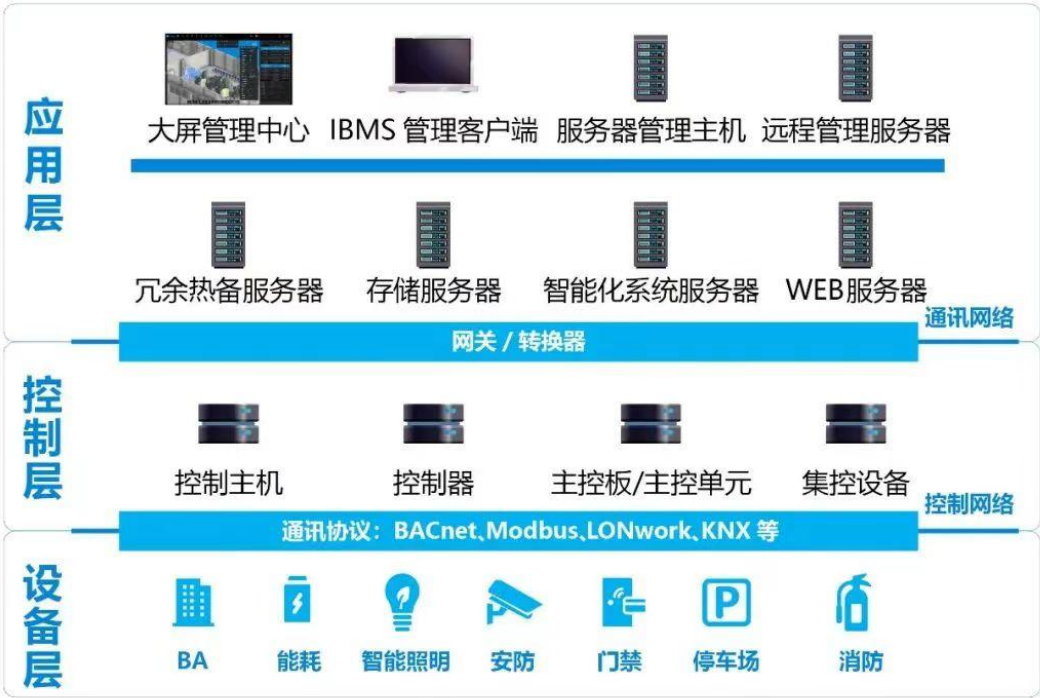 应用层
大屏管理中心
IBMS 管理客户端
服务器管理主机
远程管理服务器
冗余热备服务器
存储服务器
智能化系统服务器
WEB服务器
通讯网络
网关 / 转换器
控制层
控制主机
控制器
主控板/主控单元
集控设备
控制网络
通讯协议：BACnet、Modbus、LONwork、KNX 等
设备层
P
BA
能耗
智能照明
安防
门禁
停车场
消防